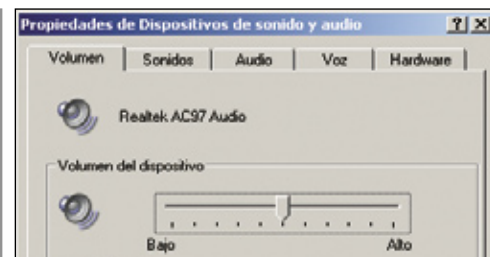 Propiedades de Dispositivos de sonido y audio
Volumen Sonidos Audio Voz Hardware
Realtek AC97 Audio
Volumen del dispositivo
Bajo Alto